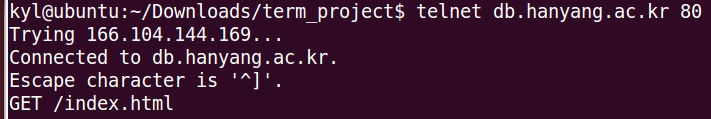 kyl@ubuntu:~/Downloads/term_project$ telnet db.hanyang.ac.kr 80
Trying 166.104.144.169...
Connected to db.hanyang.ac.kr.
Escape character is '^]'.
GET /index.html